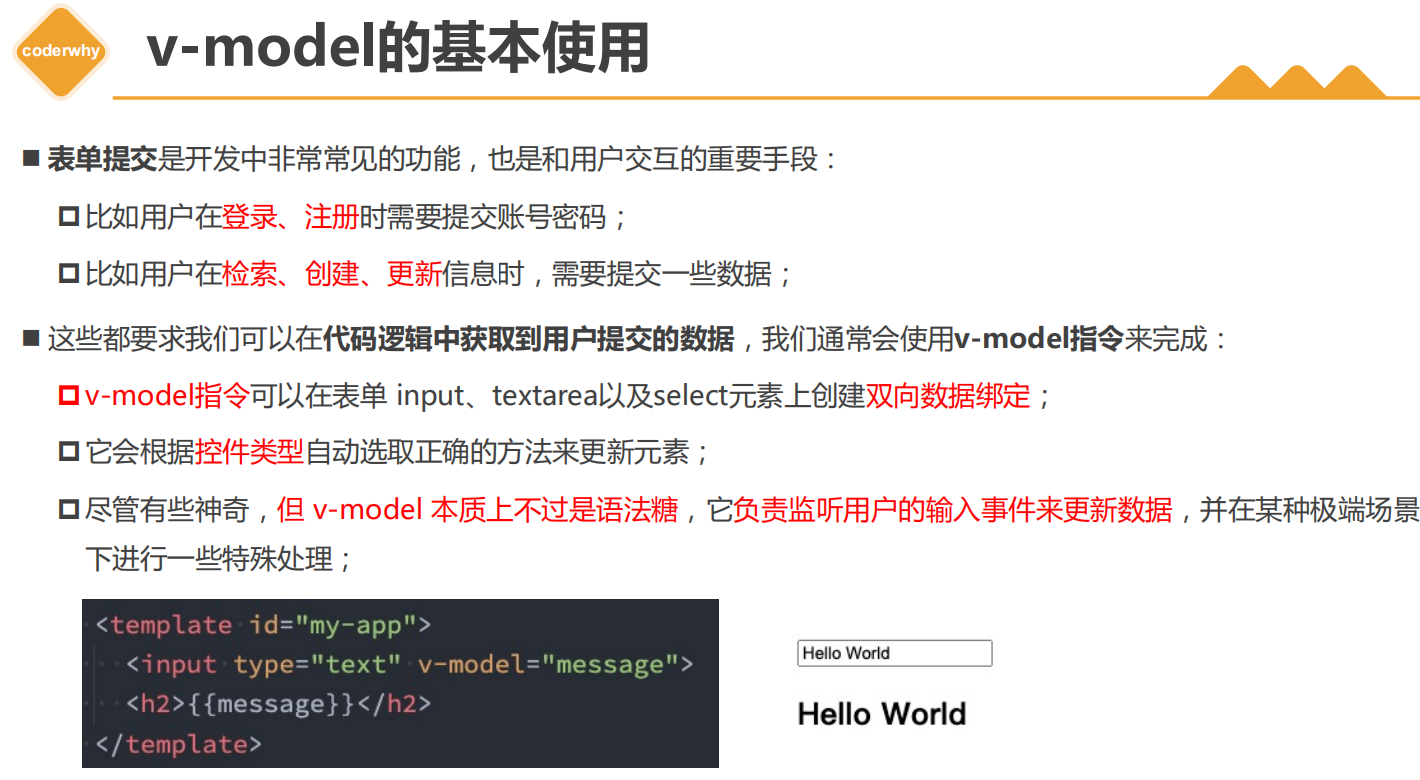 coderwhy
v-model的基本使用
表单提交是开发中非常常见的功能，也是和用户交互的重要手段：
比如用户在登录、注册时需要提交账号密码；
比如用户在检索、创建、更新信息时，需要提交一些数据；
这些都要求我们可以在代码逻辑中获取到用户提交的数据，我们通常会使用v-model指令来完成：
v-model指令可以在表单 input、textarea以及select元素上创建双向数据绑定；
它会根据控件类型自动选取正确的方法来更新元素；
尽管有些神奇，但 v-model 本质上不过是语法糖，它负责监听用户的输入事件来更新数据，并在某种极端场景
下进行一些特殊处理；
<template id="my-app">
<input type="text" v-model="message">
<h2>{{message}}</h2>
</template>
Hello World
Hello World